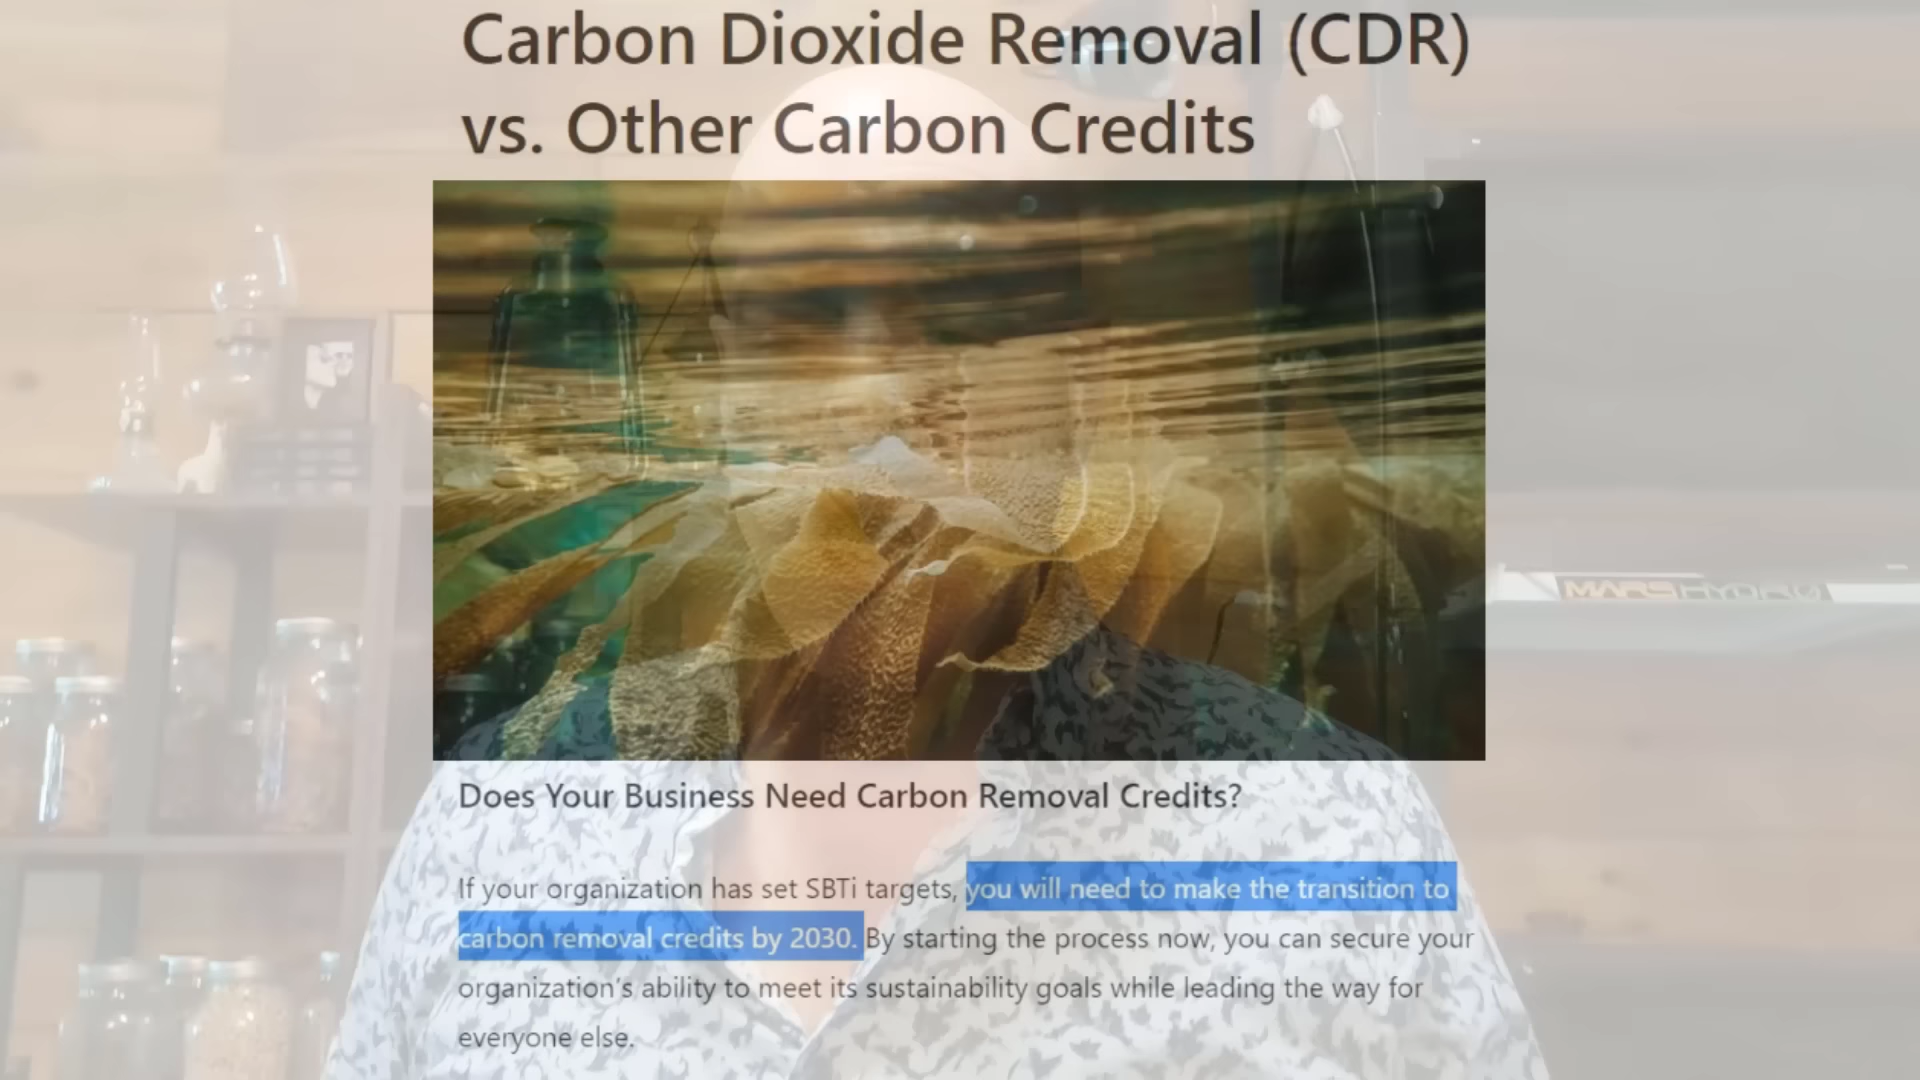 Carbon Dioxide Removal (CDR)
vs. Other Carbon Credits
MARS HYDRO
Does Your Business Need Carbon Removal Credits?
If your organization has set SBTi targets, you will need to make the transition to
carbon removal credits by 2030. By starting the process now, you can secure your
organization's ability to meet its sustainability goals while leading the way for
everyone else.